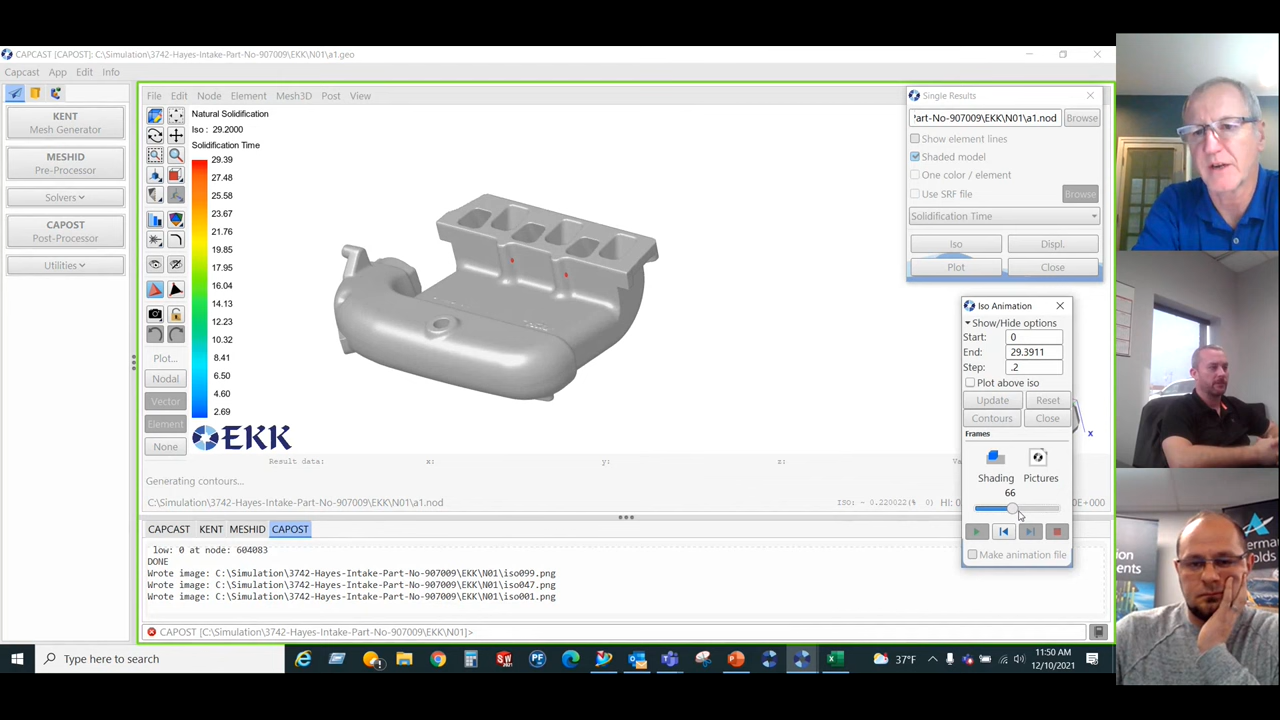 CAPCAST [CAPOST]: C:\Simulation\3742-Hayes-Intake-Part-No-907009\EKK\N01\a1.geo
Capcast App Edit Info
KENT
Mesh Generator
MESHID
Pre-Processor
Solvers
CAPOST
Post-Processor
Utilities
File Edit Node Element Mesh3D Post View
Natural Solidification
Iso : 29.2000
Solidification Time
29.39
27.48
25.58
23.67
21.76
19.85
17.95
16.04
14.13
12.23
10.32
8.41
6.50
4.60
2.69
Plot...
Nodal
Vector
Element
None
EKK
Result data: x: y: z:
Generating contours...
C:\Simulation\3742-Hayes-Intake-Part-No-907009\EKK\N01\a1.nod
ISO: - 0.220022(% 0)
Single Results
'art-No-907009\EKK\N01\a1.nod Browse
Show element lines
Shaded model
One color / element
Use SRF file Browse
Solidification Time
Iso Displ.
Plot Close
Iso Animation
Show/Hide options
Start: 0
End: 29.3911
Step: .2
Plot above iso
Update Reset
Contours Close
Frames
Shading Pictures
66
Make animation file
x
CAPCAST KENT MESHID CAPOST
low: 0 at node: 604083
DONE
Wrote image: C:\Simulation\3742-Hayes-Intake-Part-No-907009\EKK\N01\iso099.png
Wrote image: C:\Simulation\3742-Hayes-Intake-Part-No-907009\EKK\N01\iso047.png
Wrote image: C:\Simulation\3742-Hayes-Intake-Part-No-907009\EKK\N01\iso001.png
CAPOST [C:\Simulation\3742-Hayes-Intake-Part-No-907009\EKK\N01]>
Type here to search
37°F
11:50 AM
12/10/2021